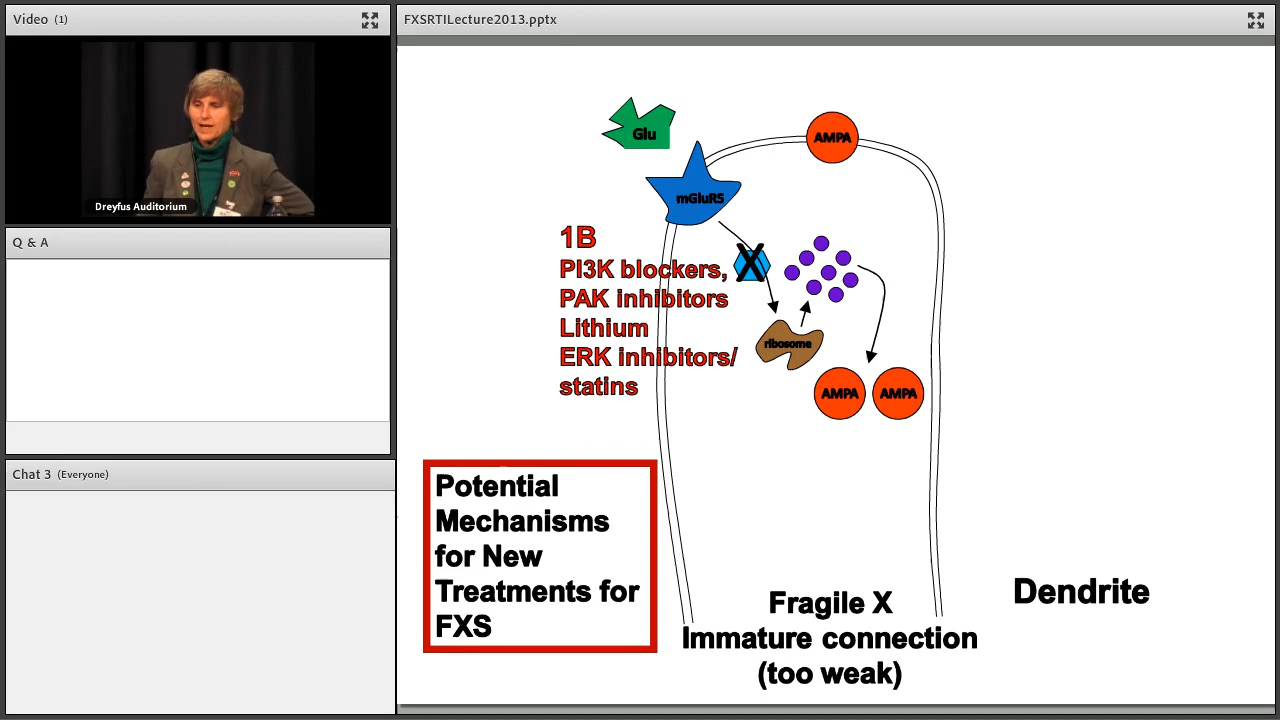 Video (1)
Dreyfus Auditorium
Q & A
Chat 3 (Everyone)
FXSRTILecture2013.pptx
Glu
AMPA
mGluR5
1B
PI3K blockers,
PAK inhibitors
Lithium
ERK inhibitors/
statins
X
ribosome
AMPA
AMPA
Potential
Mechanisms
for New
Treatments for
FXS
Fragile X
Immature connection
(too weak)
Dendrite